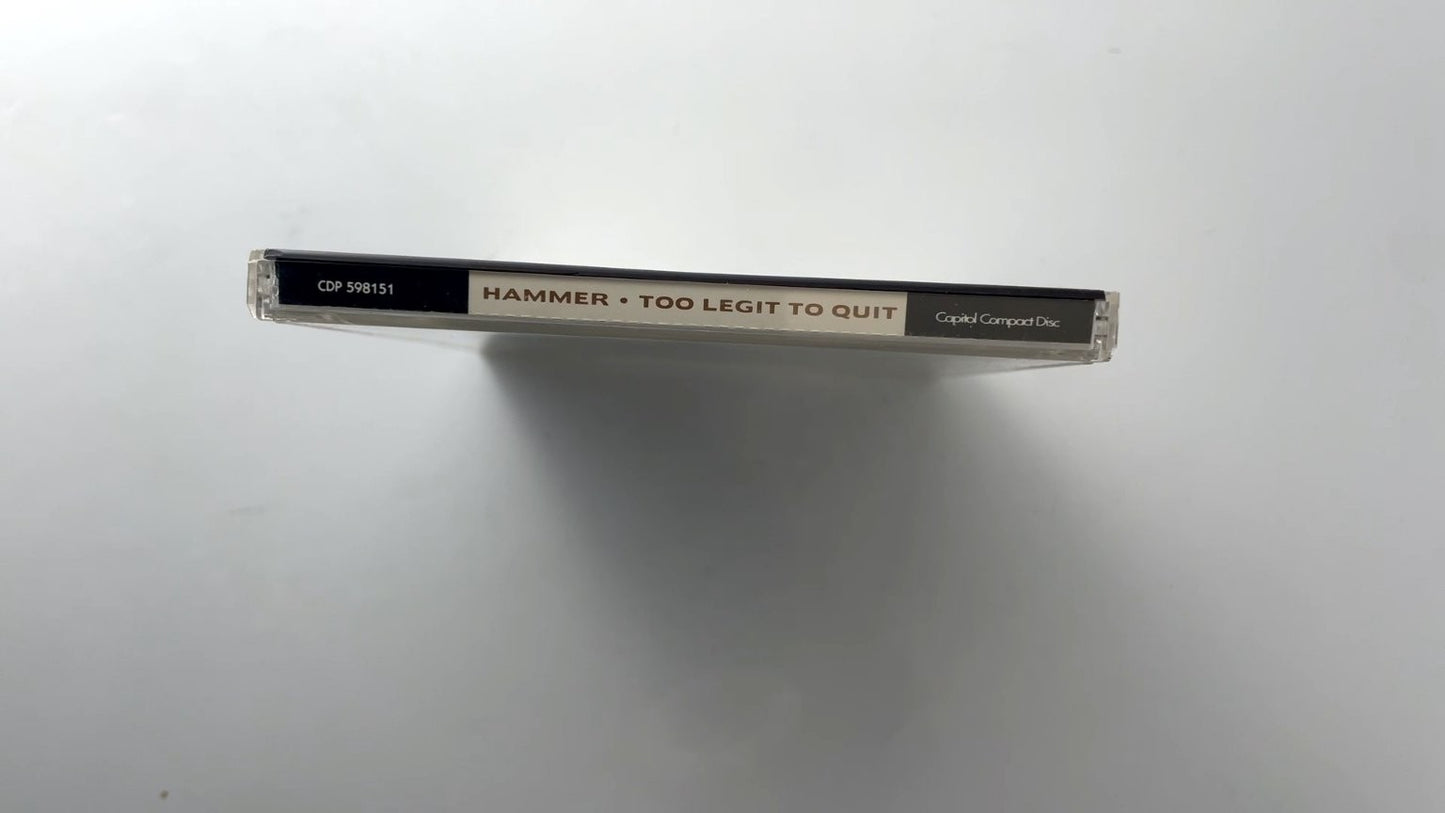 CDP 598151
HAMMER • TOO LEGIT TO QUIT
Capitol Compact Disc